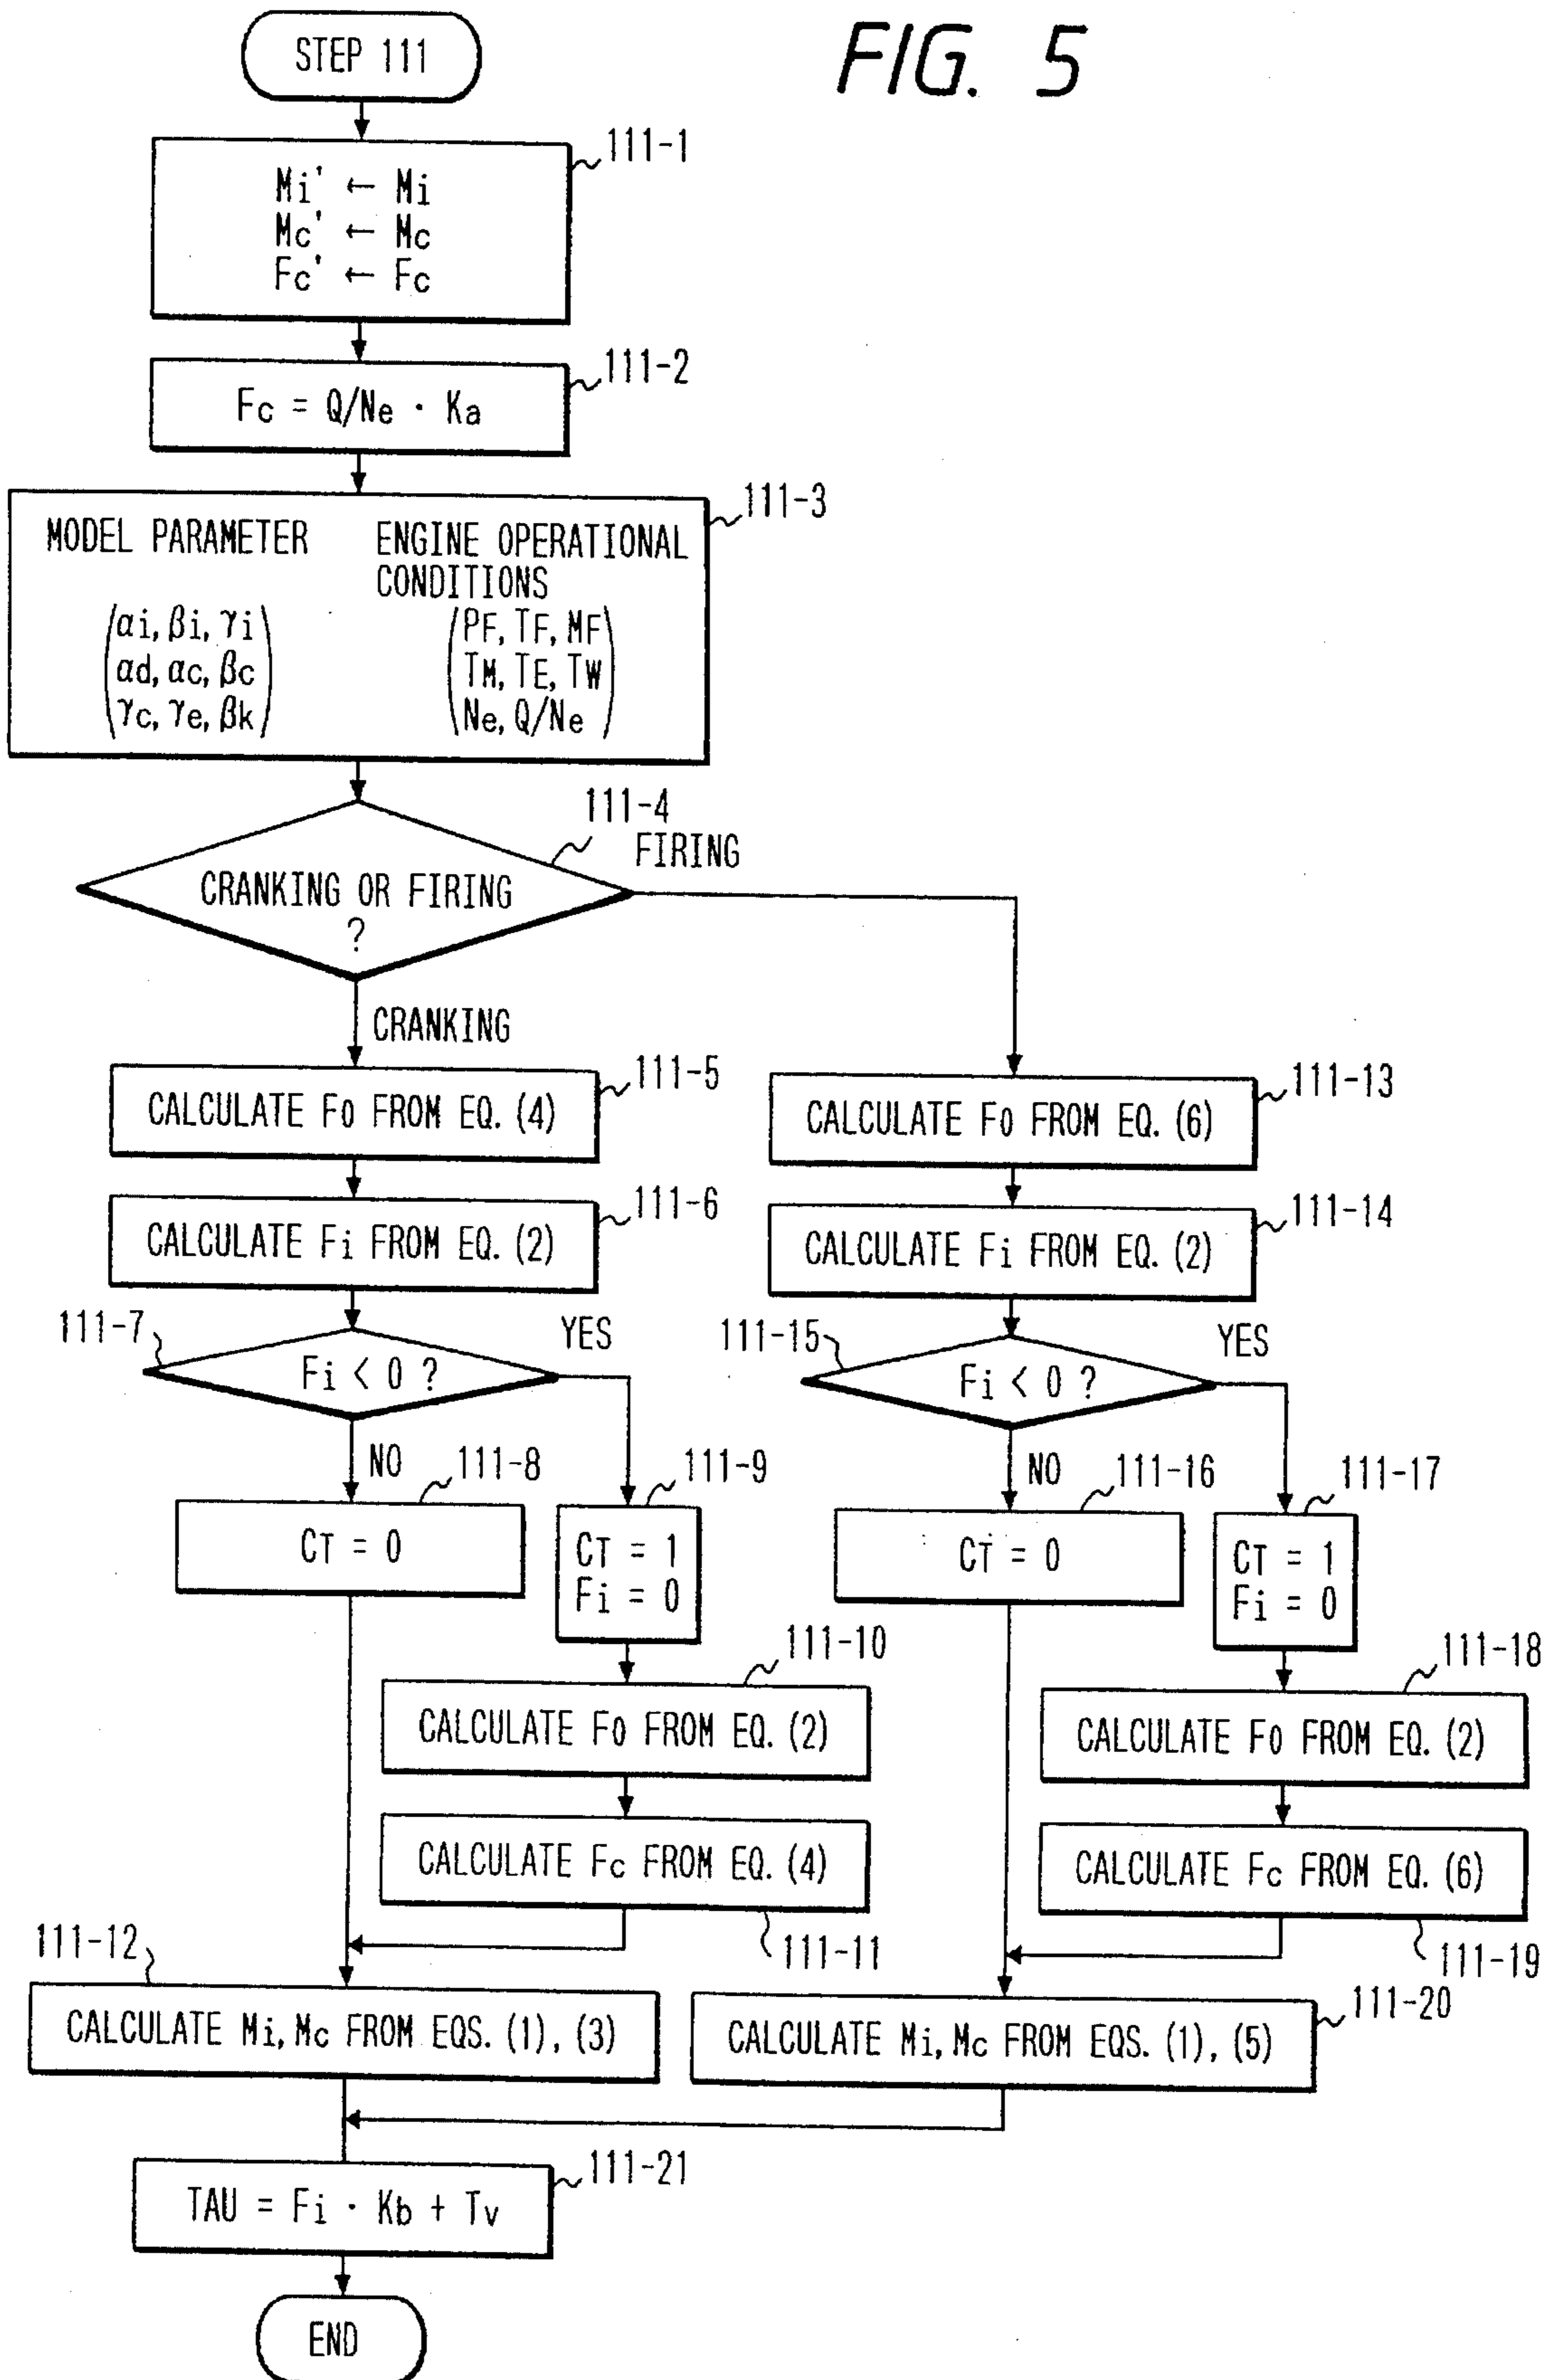 FIG. 5
STEP 111
111-1
Mi' ← Mi
Mc' ← Mc
Fc' ← Fc
111-2
Fc = Q/Ne · Ka
111-3
MODEL PARAMETER
ENGINE OPERATIONAL
CONDITIONS
(αi, βi, γi
αd, αc, βc
γc, γe, βk)
(PF, TF, MF
TM, TE, TW
Ne, Q/Ne)
111-4
FIRING
CRANKING OR FIRING
?
CRANKING
111-5
CALCULATE Fo FROM EQ. (4)
111-13
CALCULATE Fo FROM EQ. (6)
111-6
CALCULATE Fi FROM EQ. (2)
111-14
CALCULATE Fi FROM EQ. (2)
111-7
Fi < 0 ?
YES
111-15
Fi < 0 ?
YES
NO
111-8
111-9
NO
111-16
111-17
CT = 0
CT = 1
Fi = 0
CT = 0
CT = 1
Fi = 0
111-10
CALCULATE Fo FROM EQ. (2)
111-18
CALCULATE Fo FROM EQ. (2)
CALCULATE Fc FROM EQ. (4)
111-11
CALCULATE Fc FROM EQ. (6)
111-19
111-12
CALCULATE Mi, Mc FROM EQS. (1), (3)
111-20
CALCULATE Mi, Mc FROM EQS. (1), (5)
111-21
TAU = Fi · Kb + Tv
END